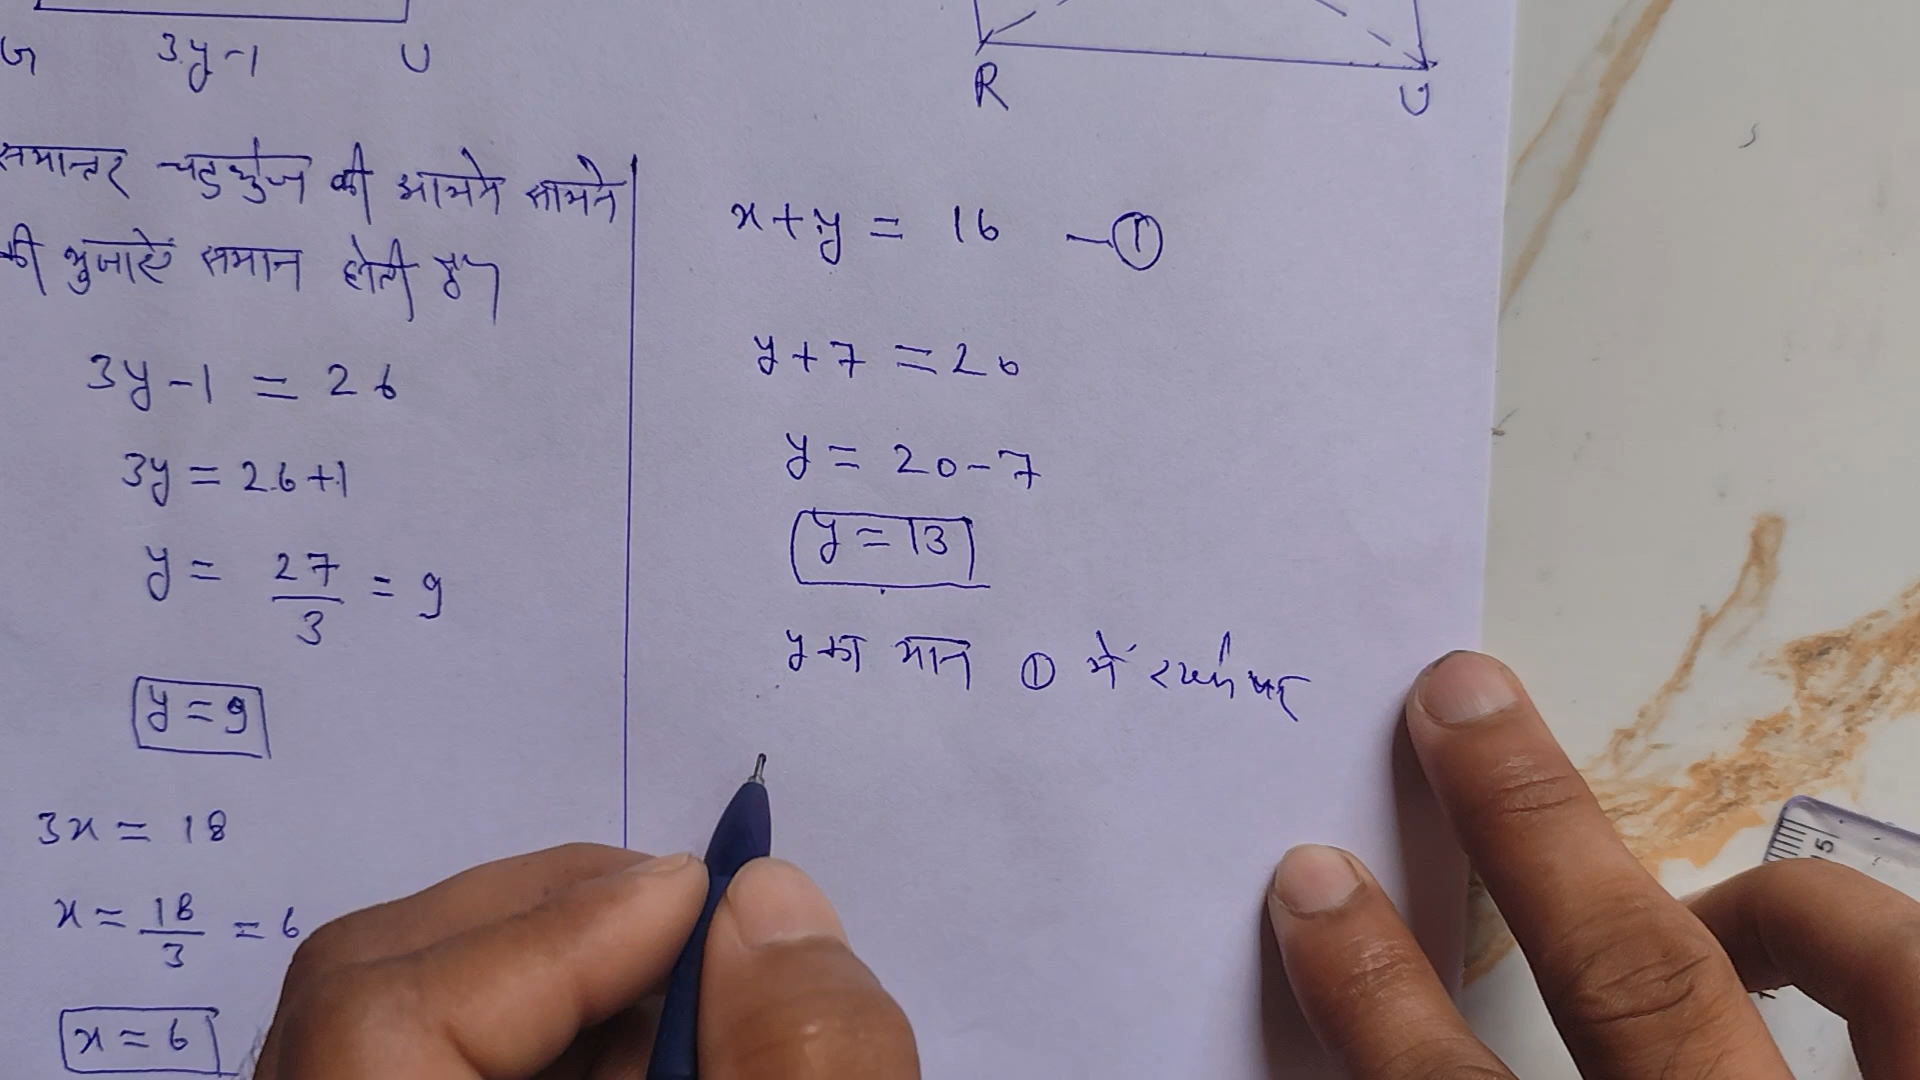 G 3y-1 U
समान्तर चतुर्भुज की आमने सामने
की भुजाएं समान होती है
3y-1 = 26
3y = 26+1
y = 27/3 = 9
y = 9
3x = 18
x = 18/3 = 6
x = 6
R U
x+y = 16 —①
y+7 = 20
y = 20-7
y = 13
y का मान ① में रखने पर
15